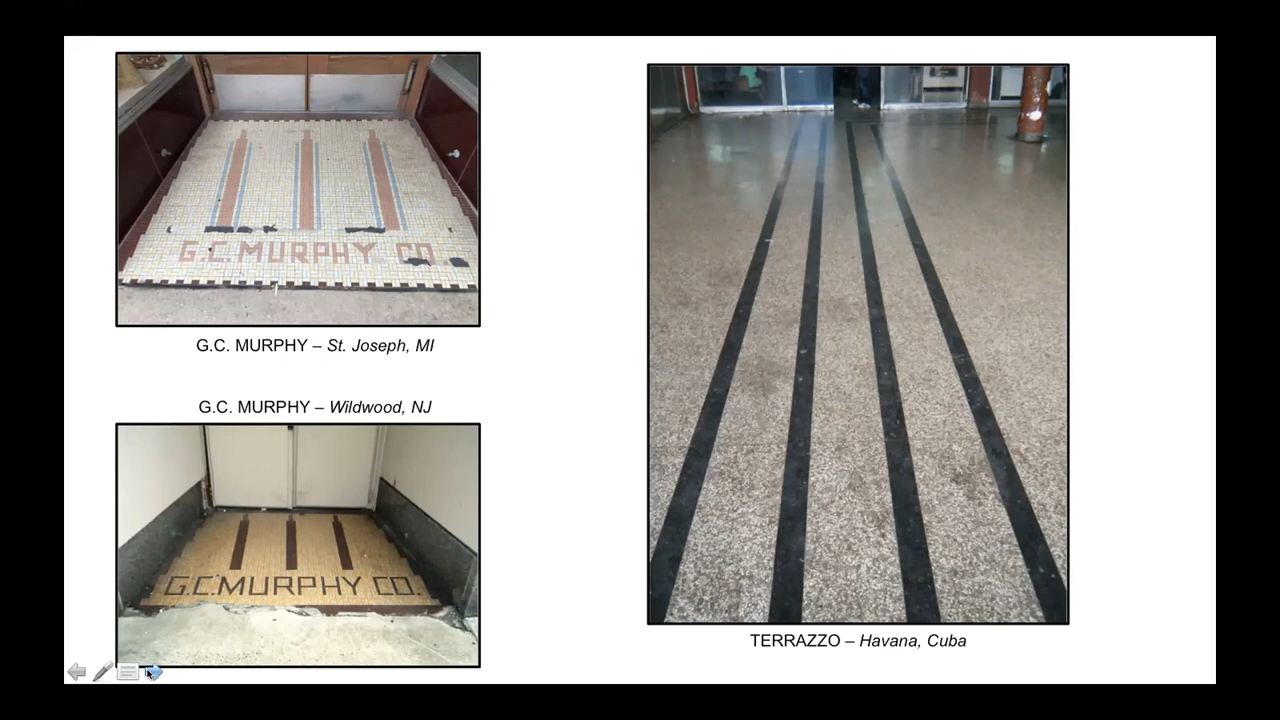 G.C. MURPHY CO.
G.C. MURPHY – St. Joseph, MI
G.C. MURPHY – Wildwood, NJ
G.C. MURPHY CO.
TERRAZZO – Havana, Cuba